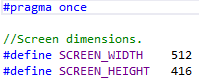 #pragma once
//Screen dimensions.
#define SCREEN_WIDTH 512
#define SCREEN_HEIGHT 416